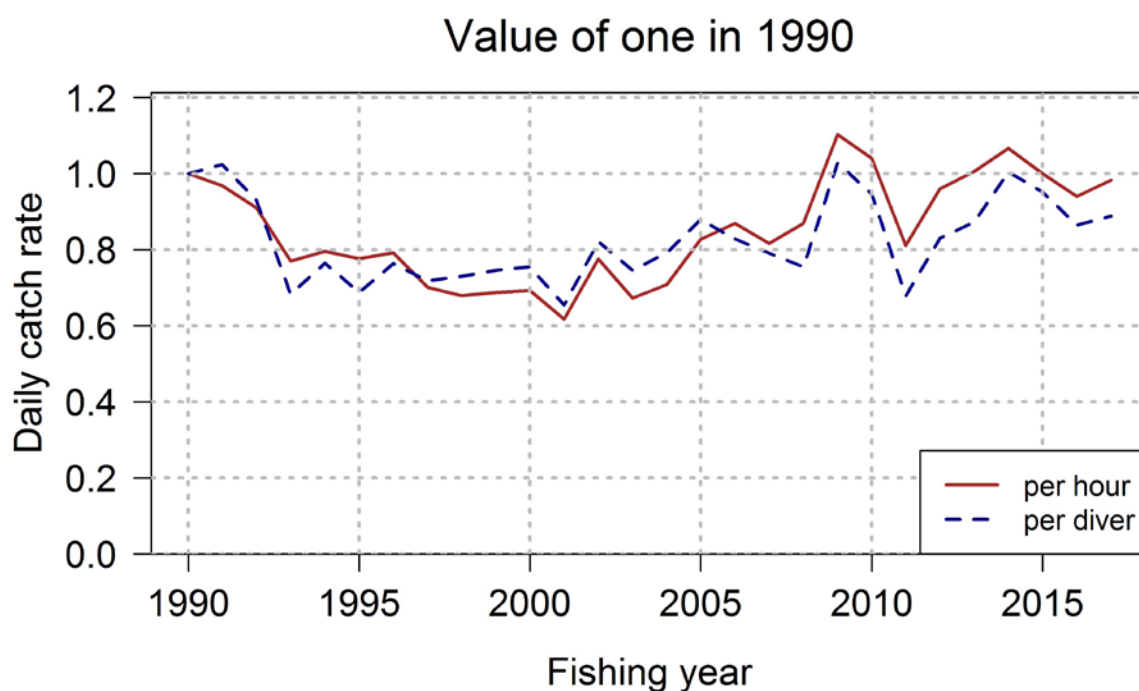 Value of one in 1990
Daily catch rate
1.2
1.0
0.8
0.6
0.4
0.2
0.0
per hour
per diver
1990 1995 2000 2005 2010 2015
Fishing year